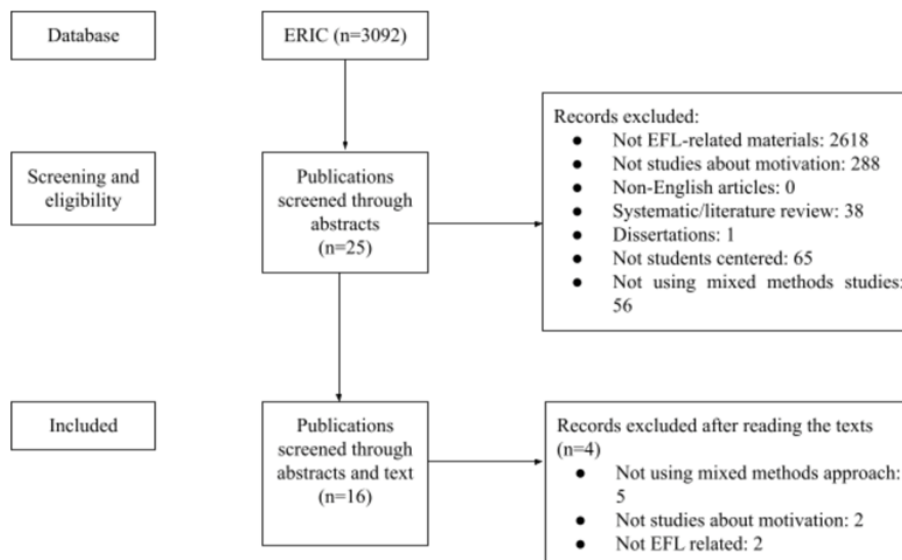 Database
ERIC (n=3092)
Records excluded:
● Not EFL-related materials: 2618
● Not studies about motivation: 288
● Non-English articles: 0
● Systematic/literature review: 38
● Dissertations: 1
● Not students centered: 65
● Not using mixed methods studies:
56
Screening and
eligibility
Publications
screened through
abstracts
(n=25)
Included
Publications
screened through
abstracts and text
(n=16)
Records excluded after reading the texts
(n=4)
● Not using mixed methods approach:
5
● Not studies about motivation: 2
● Not EFL related: 2